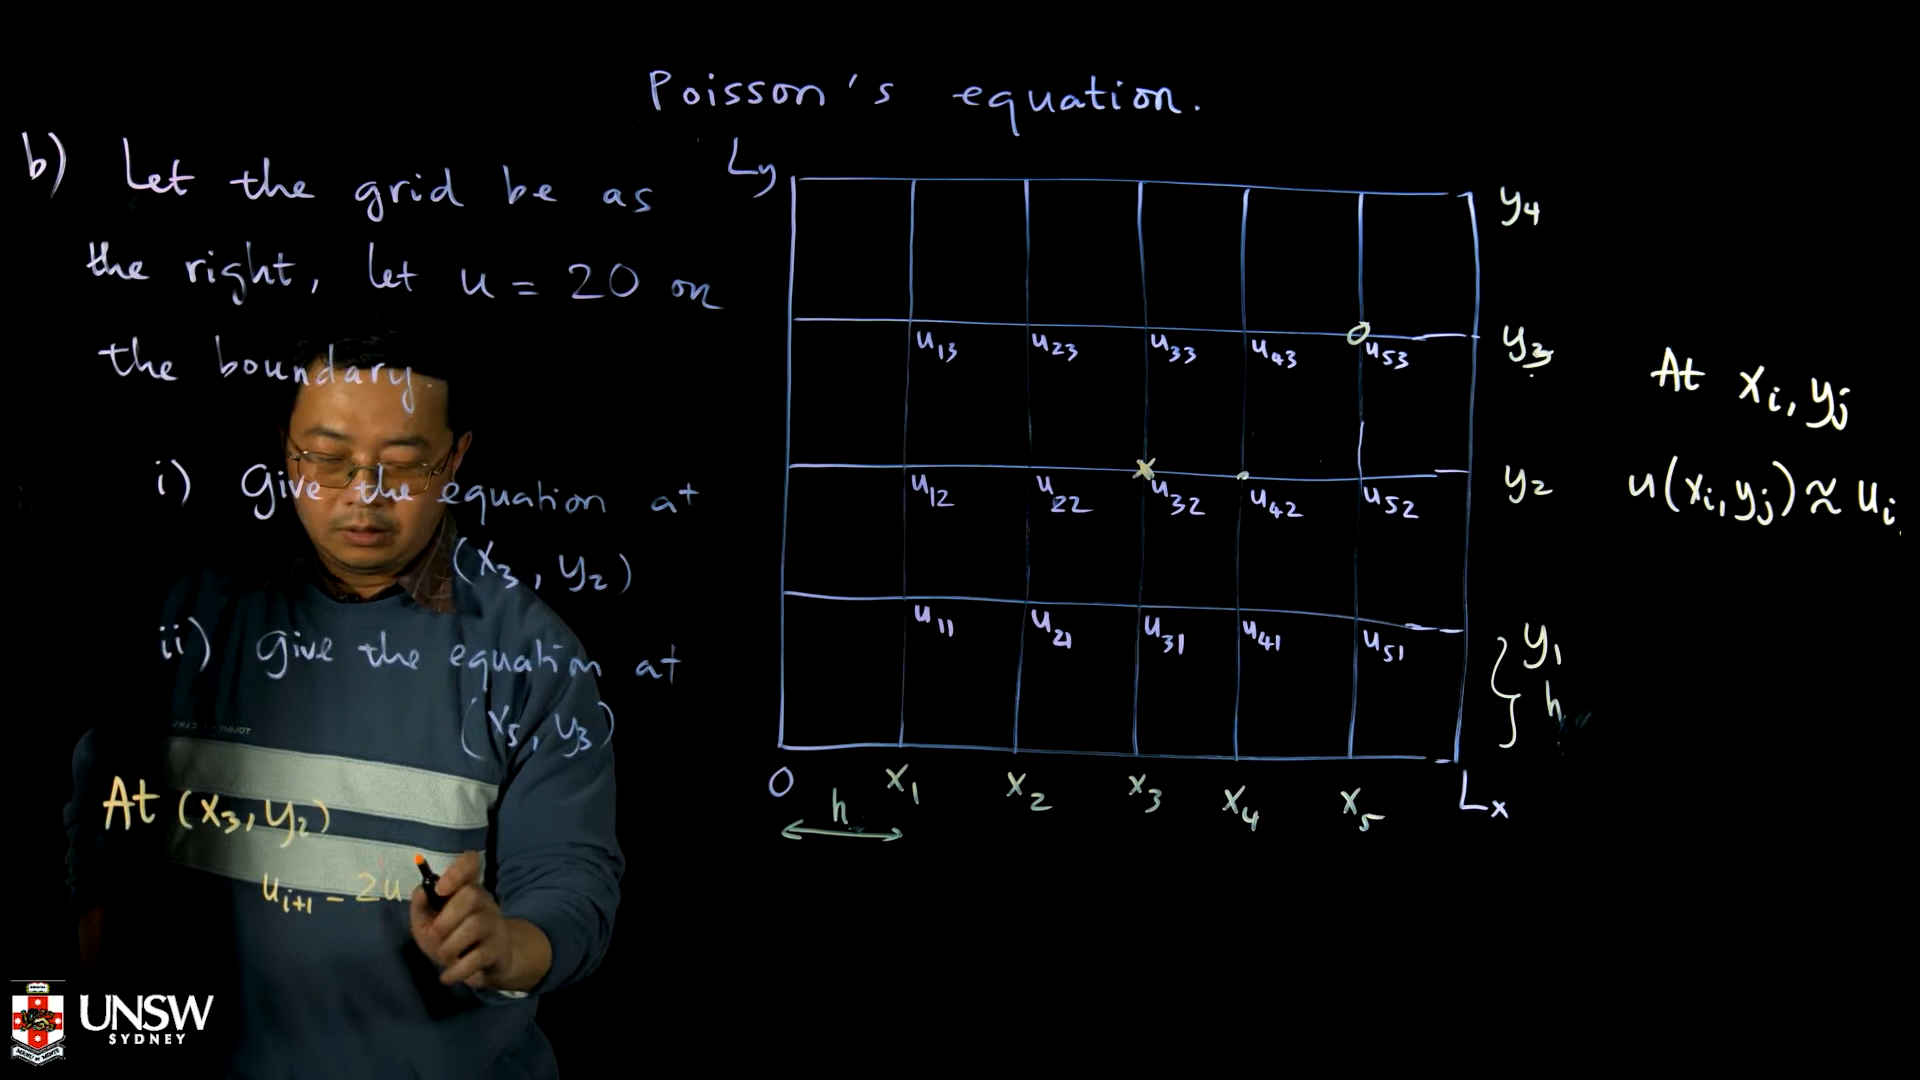 Poisson's equation.
b) Let the grid be as
the right, let u = 20 on
the boundary.
i) Give the equation at
(x₃, y₂)
ii) Give the equation at
(x₅, y₃)
At (x₃, y₂)
uᵢ₊₁ - 2u
Ly
y₄
u₁₃ u₂₃ u₃₃ u₄₃ u₅₃ y₃
u₁₂ u₂₂ u₃₂ u₄₂ u₅₂ y₂
u₁₁ u₂₁ u₃₁ u₄₁ u₅₁ y₁
h
0 x₁ x₂ x₃ x₄ x₅ Lx
h
At xᵢ, yⱼ
u(xᵢ, yⱼ) ≈ uᵢ
UNSW
SYDNEY